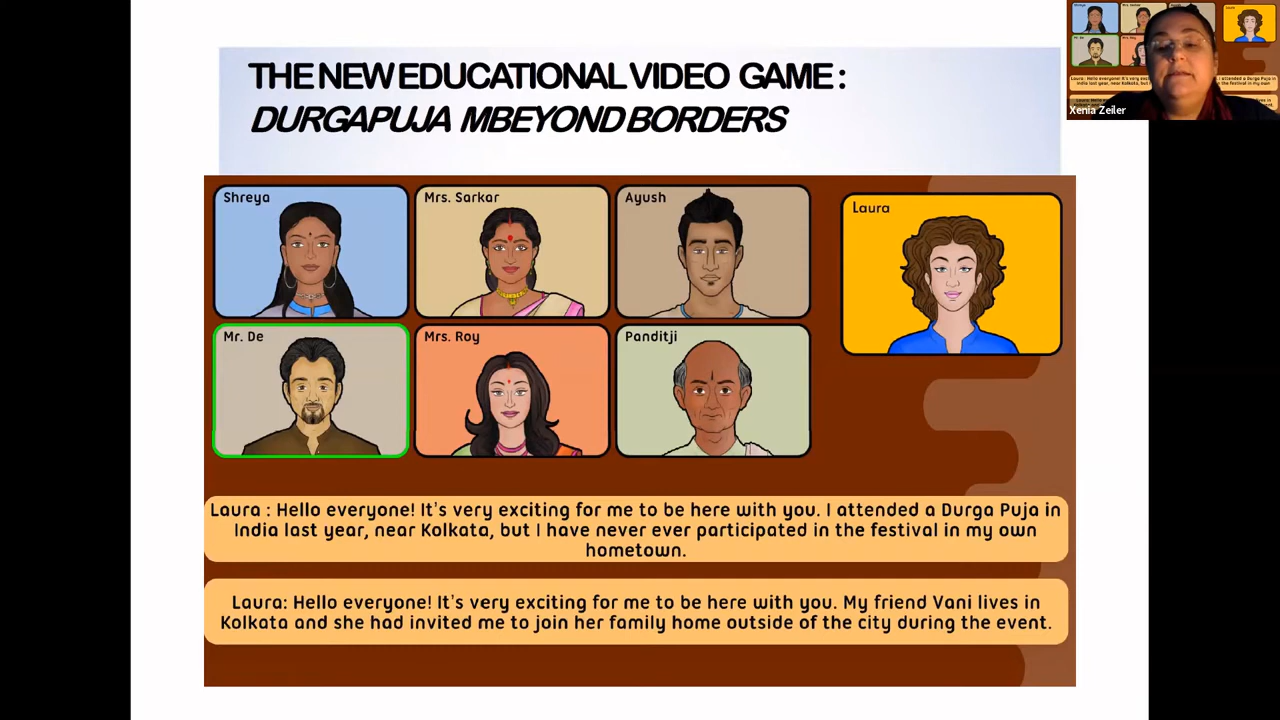 THE NEW EDUCATIONAL VIDEO GAME :
DURGAPUJA MBEYOND BORDERS
Shreya
Mrs. Sarkar
Ayush
Laura
Mr. De
Mrs. Roy
Panditji
Laura : Hello everyone! It's very exciting for me to be here with you. I attended a Durga Puja in
India last year, near Kolkata, but I have never ever participated in the festival in my own
hometown.
Laura: Hello everyone! It's very exciting for me to be here with you. My friend Vani lives in
Kolkata and she had invited me to join her family home outside of the city during the event.
Xenia Zeiler